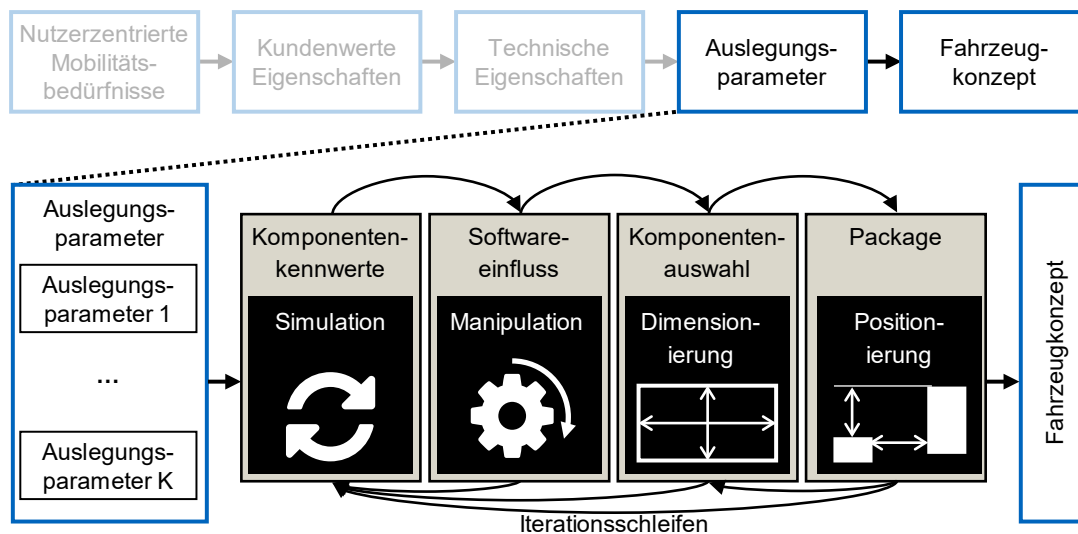 Nutzerzentrierte
Mobilitäts-
bedürfnisse
Kundenwerte
Eigenschaften
Technische
Eigenschaften
Auslegungs-
parameter
Fahrzeug-
konzept
Auslegungs-
parameter
Auslegungs-
parameter 1
...
Auslegungs-
parameter K
Komponenten-
kennwerte
Simulation
Software-
einfluss
Manipulation
Komponenten-
auswahl
Dimension-
ierung
Package
Position-
ierung
Fahrzeugkonzept
Iterationsschleifen